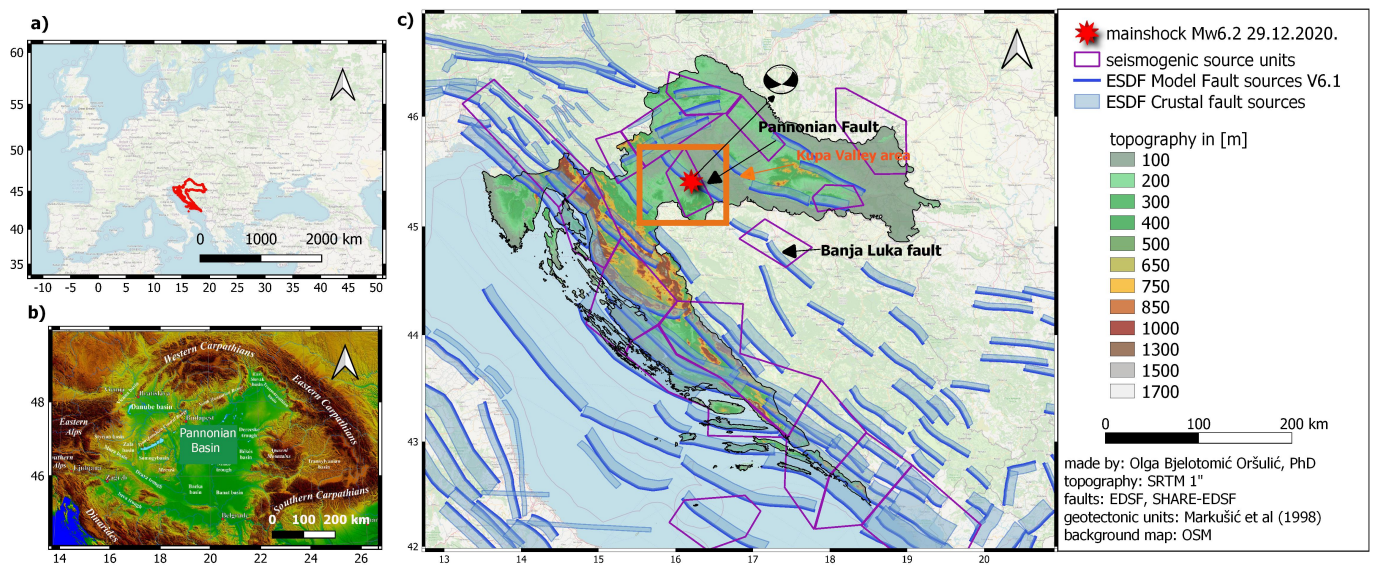 a)
60
55
50
45
40
35
0 1000 2000 km
-10 -5 0 5 10 15 20 25 30 35 40 45 50
b)
Western Carpathians
Eastern Carpathians
Danube basin
Budapest
Eastern
Alps
Pannonian
Basin
Southern Carpathians
Dinarides
0 100 200 km
48
46
14 16 18 20 22 24 26
c)
46
45
44
43
42
Pannonian Fault
Kupa Valley area
Banja Luka fault
13 14 15 16 17 18 19 20
mainshock Mw6.2 29.12.2020.
seismogenic source units
ESDF Model Fault sources V6.1
ESDF Crustal fault sources
topography in [m]
100
200
300
400
500
650
750
850
1000
1300
1500
1700
0 100 200 km
made by: Olga Bjelotomić Oršulić, PhD
topography: SRTM 1"
faults: EDSF, SHARE-EDSF
geotectonic units: Markušić et al (1998)
background map: OSM